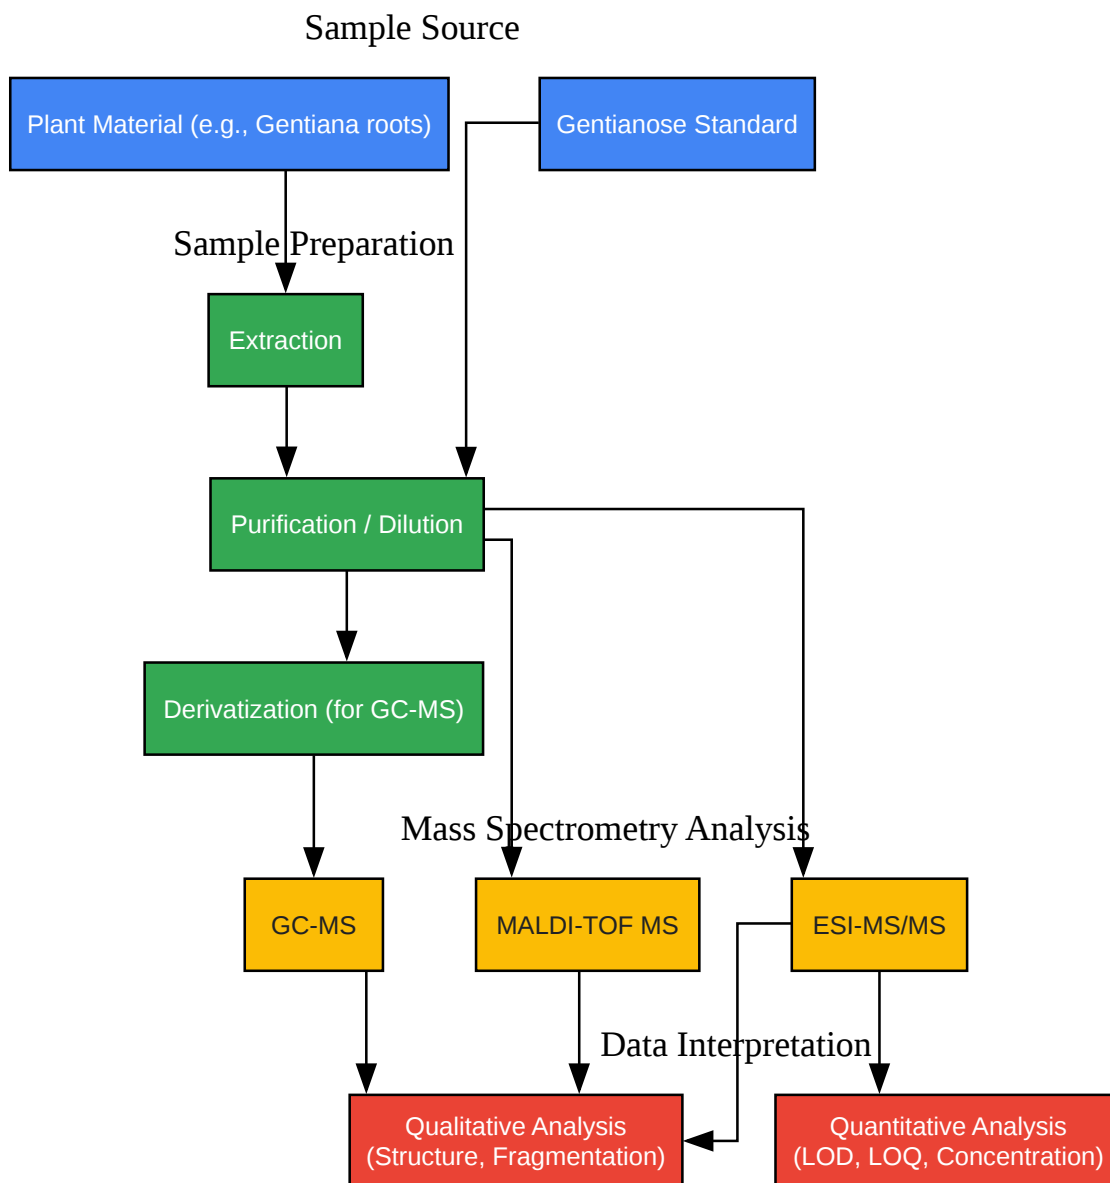 Sample Source
Plant Material (e.g., Gentiana roots)
Gentianose Standard
Sample Preparation
Extraction
Purification / Dilution
Derivatization (for GC-MS)
Mass Spectrometry Analysis
GC-MS
MALDI-TOF MS
ESI-MS/MS
Data Interpretation
Qualitative Analysis
(Structure, Fragmentation)
Quantitative Analysis
(LOD, LOQ, Concentration)